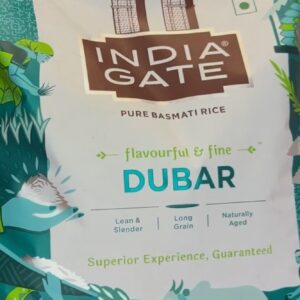 INDIA
GATE®
PURE BASMATI RICE
flavourful & fine
DUBAR
Lean & Slender
Long Grain
Naturally Aged
Superior Experience, Guaranteed